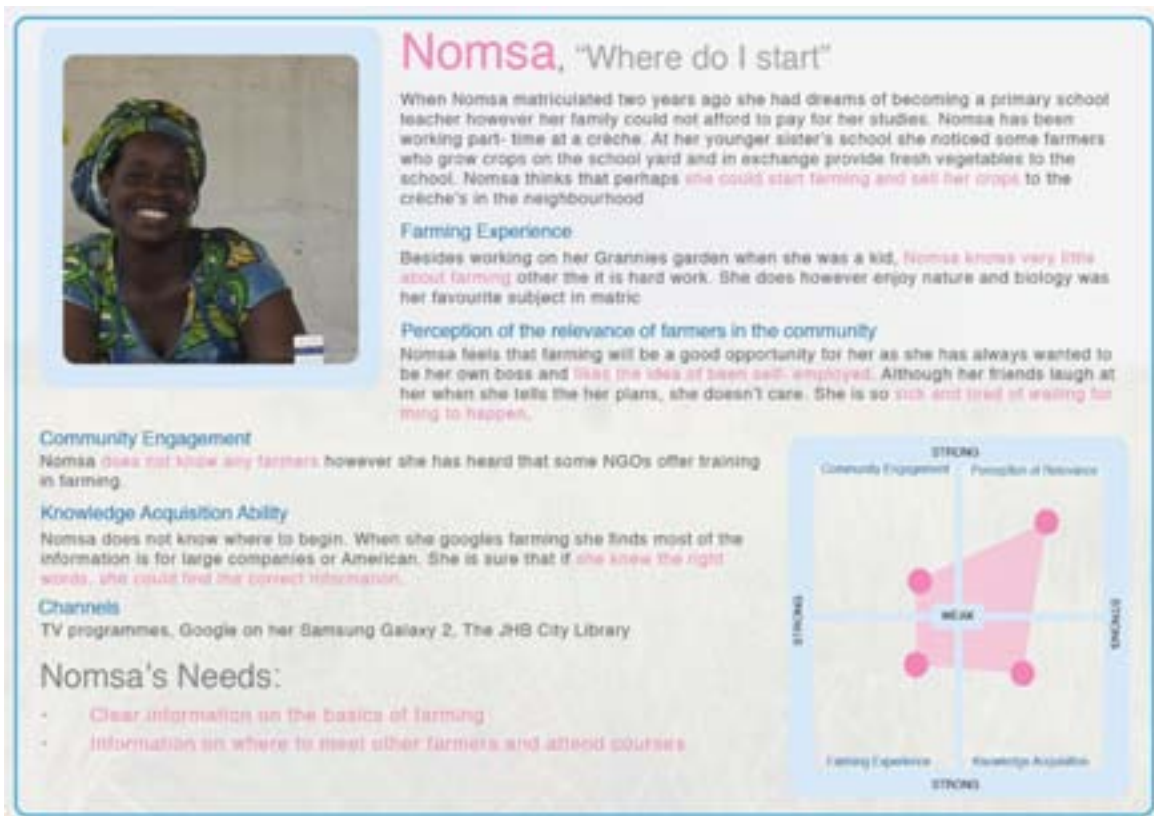 Nomsa, “Where do I start”
When Nomsa matriculated two years ago she had dreams of becoming a primary school
teacher however her family could not afford to pay for her studies. Nomsa has been
working part- time at a crèche. At her younger sister's school she noticed some farmers
who grow crops on the school yard and in exchange provide fresh vegetables to the
school. Nomsa thinks that perhaps she could start farming and sell her crops to the
crèche's in the neighbourhood
Farming Experience
Besides working on her Grannies garden when she was a kid, Nomsa knows very little
about farming other the it is hard work. She does however enjoy nature and biology was
her favourite subject in matric
Perception of the relevance of farmers in the community
Nomsa feels that farming will be a good opportunity for her as she has always wanted to
be her own boss and likes the idea of been self- employed. Although her friends laugh at
her when she tells the her plans, she doesn't care. She is so sick and tired of waiting for
ming to happen.
Community Engagement
Nomsa does not know any farmers however she has heard that some NGOs offer training
in farming.
Knowledge Acquisition Ability
Nomsa does not know where to begin. When she googles farming she finds most of the
information is for large companies or American. She is sure that if she knew the right
words, she could find the correct information.
Channels
TV programmes, Google on her Samsung Galaxy 2, The JHB City Library
Nomsa's Needs:
- Clear information on the basics of farming
- Information on where to meet other farmers and attend courses
STRONG
Community Engagement Perception of Relevance
STRONG
WEAK
STRONG
Farming Experience Knowledge Acquisition
STRONG